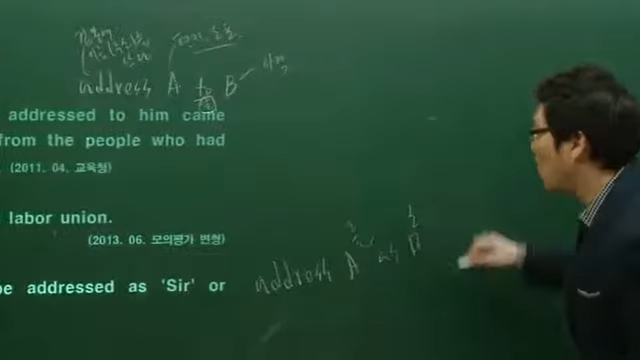 address A to B
addressed to him came
from the people who had
(2011. 04. 교육청)
labor union.
(2013. 06. 모의평가 변형)
be addressed as 'Sir' or
address A as B